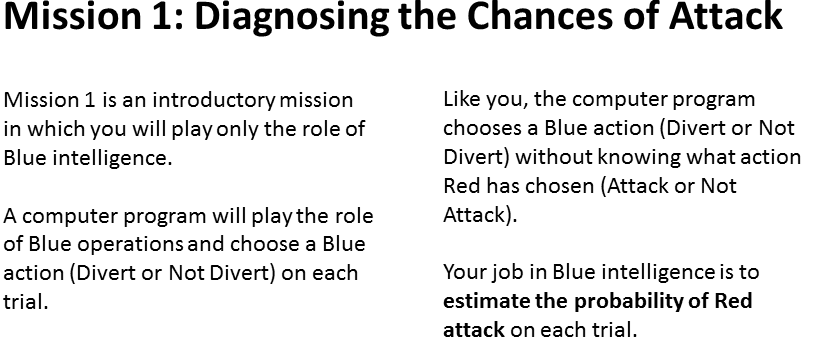 Mission 1: Diagnosing the Chances of Attack
Mission 1 is an introductory mission
in which you will play only the role of
Blue intelligence.
A computer program will play the role
of Blue operations and choose a Blue
action (Divert or Not Divert) on each
trial.
Like you, the computer program
chooses a Blue action (Divert or Not
Divert) without knowing what action
Red has chosen (Attack or Not
Attack).
Your job in Blue intelligence is to
estimate the probability of Red
attack on each trial.